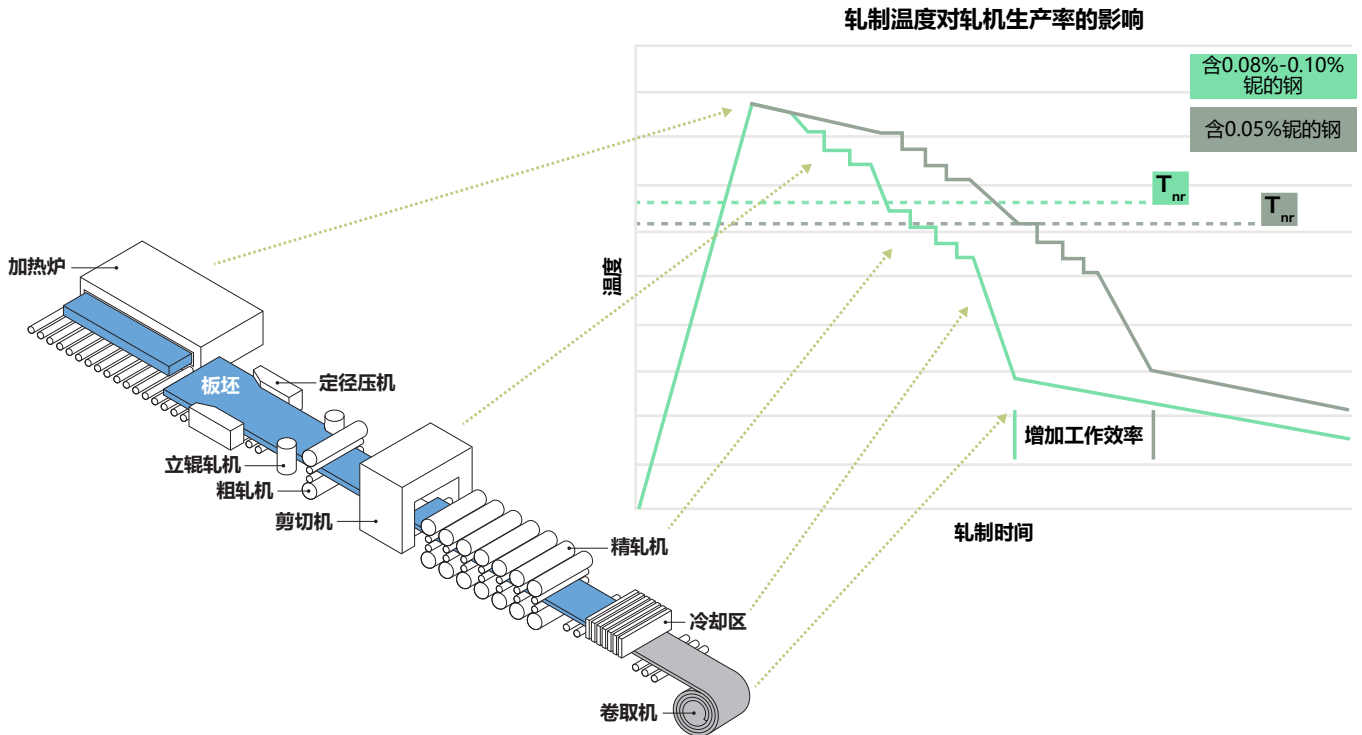 轧制温度对轧机生产率的影响
含0.08%-0.10%
铌的钢
含0.05%铌的钢
Tnr
Tnr
温度
加热炉
板坯
定径压机
立辊轧机
粗轧机
剪切机
精轧机
冷却区
卷取机
增加工作效率
轧制时间